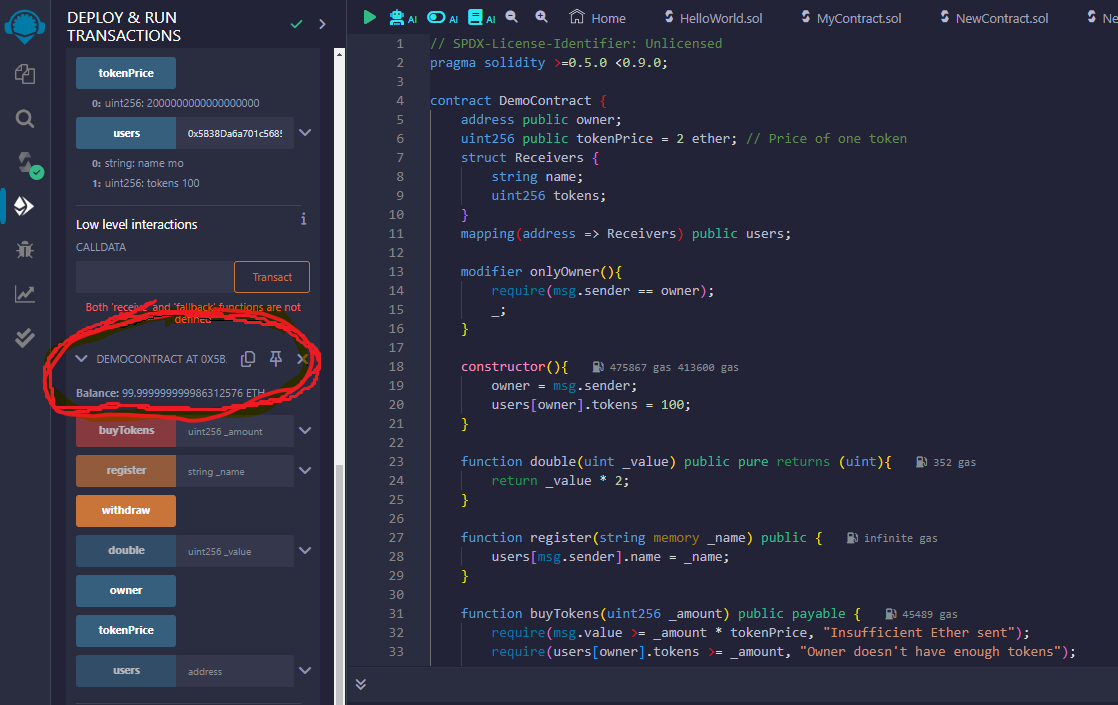 DEPLOY & RUN
TRANSACTIONS
tokenPrice
0: uint256: 2000000000000000000
users 0x5B38Da6a701c5685
0: string: name mo
1: uint256: tokens 100
Low level interactions i
CALLDATA
Transact
Both 'receive' and 'fallback' functions are not
defined
DEMOCONTRACT AT 0X5B
Balance: 99.999999999986312576 ETH
buyTokens uint256 _amount
register string _name
withdraw
double uint256 _value
owner
tokenPrice
users address
AI AI AI Home HelloWorld.sol MyContract.sol NewContract.sol Ne
1 // SPDX-License-Identifier: Unlicensed
2 pragma solidity >=0.5.0 <0.9.0;
3
4 contract DemoContract {
5 address public owner;
6 uint256 public tokenPrice = 2 ether; // Price of one token
7 struct Receivers {
8 string name;
9 uint256 tokens;
10 }
11 mapping(address => Receivers) public users;
12
13 modifier onlyOwner(){
14 require(msg.sender == owner);
15 _;
16 }
17
18 constructor(){ 475867 gas 413600 gas
19 owner = msg.sender;
20 users[owner].tokens = 100;
21 }
22
23 function double(uint _value) public pure returns (uint){ 352 gas
24 return _value * 2;
25 }
26
27 function register(string memory _name) public { infinite gas
28 users[msg.sender].name = _name;
29 }
30
31 function buyTokens(uint256 _amount) public payable { 45489 gas
32 require(msg.value >= _amount * tokenPrice, "Insufficient Ether sent");
33 require(users[owner].tokens >= _amount, "Owner doesn't have enough tokens");